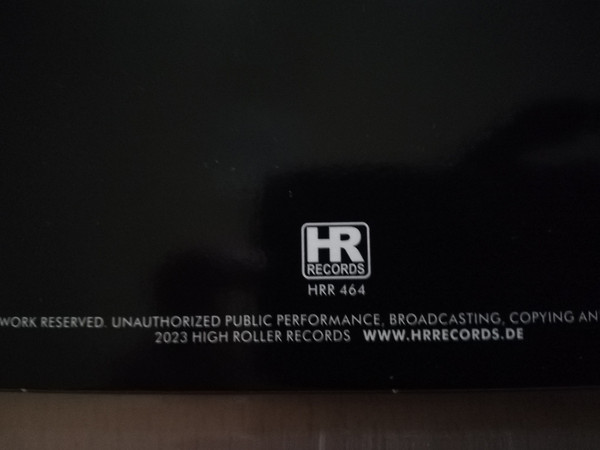 HR
RECORDS
HRR 464
WORK RESERVED. UNAUTHORIZED PUBLIC PERFORMANCE, BROADCASTING, COPYING AN
2023 HIGH ROLLER RECORDS WWW.HRRECORDS.DE